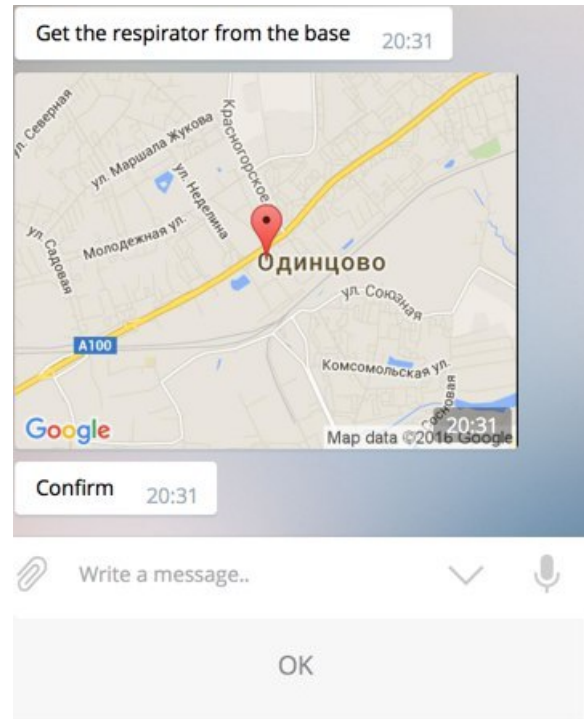 Get the respirator from the base 20:31
ул. Северная
Красногорское
ул. Маршала Жукова
ул. Неделина
ул. Садовая
Молодежная ул.
Одинцово
ул. Союзная
A100
Комсомольская ул.
Сосновая
20:31
Google
Map data ©2016 Google
Confirm 20:31
Write a message..
OK